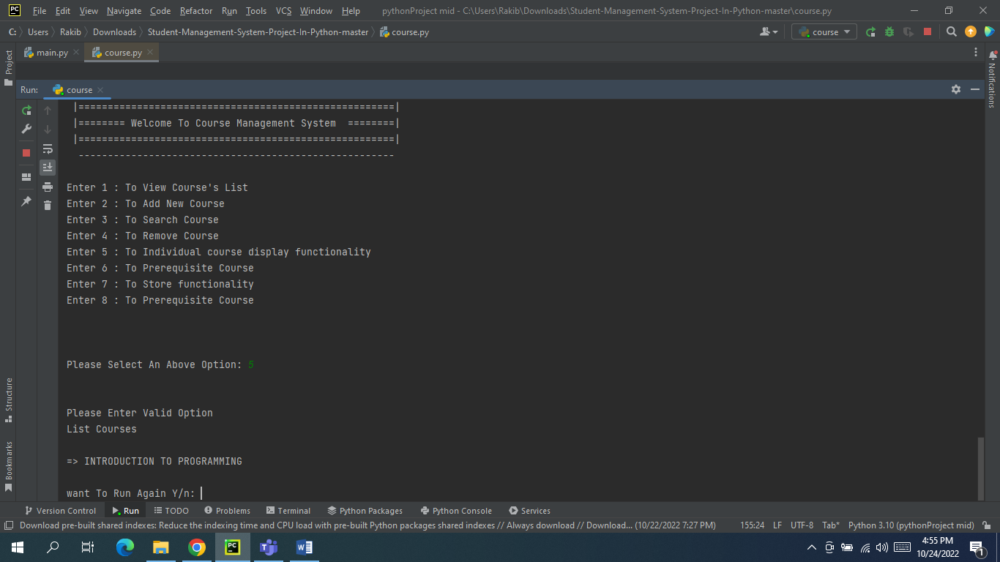 PC File Edit View Navigate Code Refactor Run Tools VCS Window Help pythonProject mid - C:\Users\Rakib\Downloads\Student-Management-System-Project-In-Python-master\course.py
C: Users Rakib Downloads Student-Management-System-Project-In-Python-master course.py course
Project
main.py course.py
Notifications
Run: course
|======================================================|
|======== Welcome To Course Management System  ========|
|======================================================|
------------------------------------------------------
Enter 1 : To View Course's List
Enter 2 : To Add New Course
Enter 3 : To Search Course
Enter 4 : To Remove Course
Enter 5 : To Individual course display functionality
Enter 6 : To Prerequisite Course
Enter 7 : To Store functionality
Enter 8 : To Prerequisite Course
Please Select An Above Option: 5
Please Enter Valid Option
List Courses
=> INTRODUCTION TO PROGRAMMING
want To Run Again Y/n:
Structure
Bookmarks
Version Control Run TODO Problems Terminal Python Packages Python Console Services
Download pre-built shared indexes: Reduce the indexing time and CPU load with pre-built Python packages shared indexes // Always download // Download... (10/22/2022 7:27 PM) 155:24 LF UTF-8 Tab* Python 3.10 (pythonProject mid)
PC
4:55 PM
10/24/2022
1